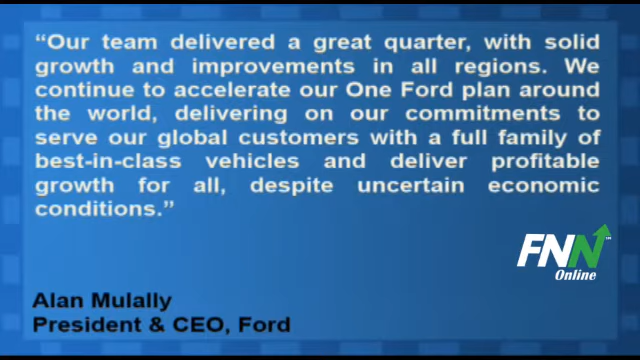 “Our team delivered a great quarter, with solid
growth and improvements in all regions. We
continue to accelerate our One Ford plan around
the world, delivering on our commitments to
serve our global customers with a full family of
best-in-class vehicles and deliver profitable
growth for all, despite uncertain economic
conditions.”
FNN
Online
Alan Mulally
President & CEO, Ford